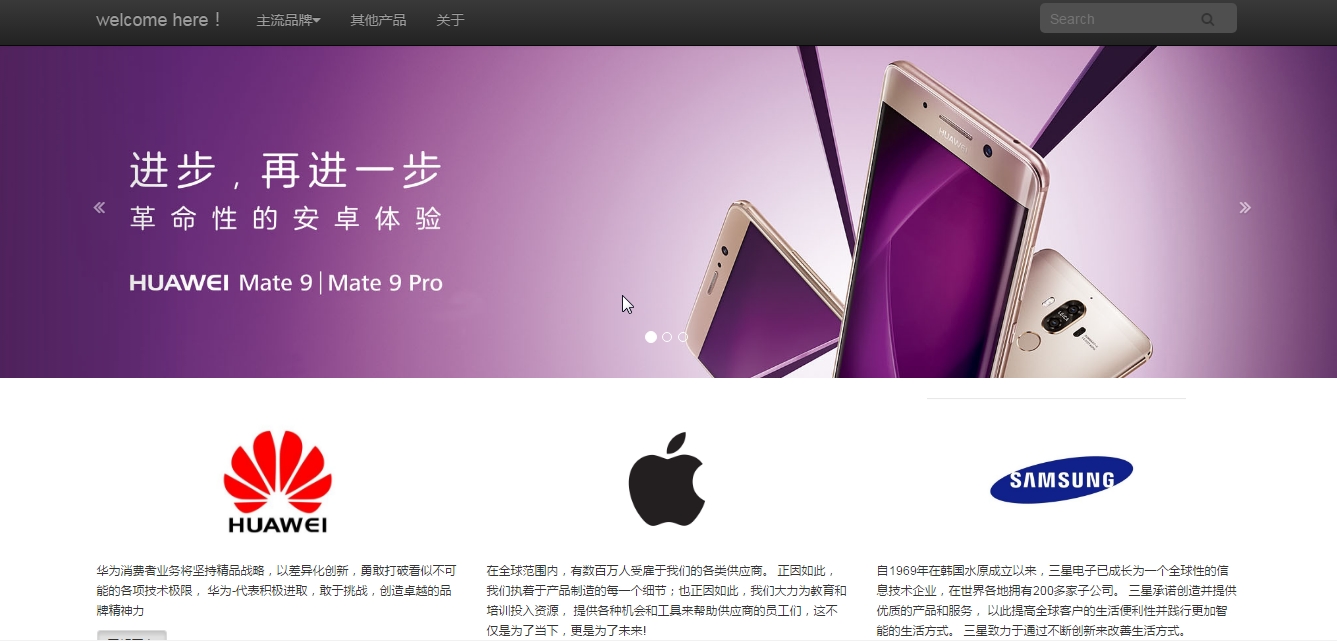 welcome here！ 主流品牌 其他产品 关于 Search
进步，再进一步
革命性的安卓体验
HUAWEI Mate 9 | Mate 9 Pro
HUAWEI
LEICA
HUAWEI
SAMSUNG
华为消费者业务将坚持精品战略，以差异化创新，勇敢打破看似不可
能的各项技术极限， 华为-代表积极进取，敢于挑战，创造卓越的品
牌精神力
在全球范围内，有数百万人受雇于我们的各类供应商。 正因如此，
我们执着于产品制造的每一个细节；也正因如此，我们大力为教育和
培训投入资源， 提供各种机会和工具来帮助供应商的员工们，这不
仅是为了当下，更是为了未来!
自1969年在韩国水原成立以来，三星电子已成长为一个全球性的信
息技术企业，在世界各地拥有200多家子公司。 三星承诺创造并提供
优质的产品和服务， 以此提高全球客户的生活便利性并践行更加智
能的生活方式。 三星致力于通过不断创新来改善生活方式。